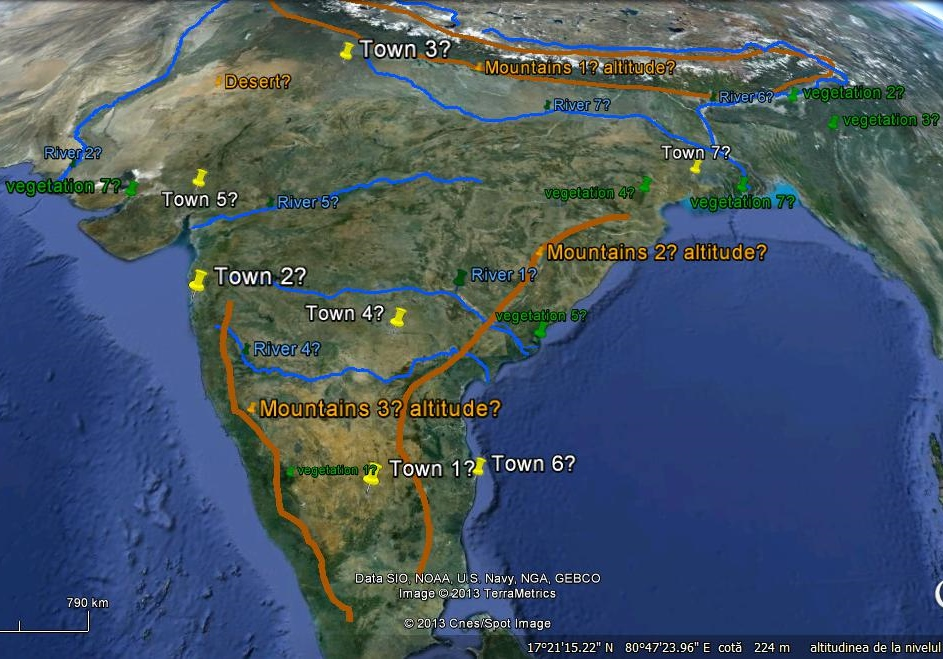 Town 3?
Mountains 1? altitude?
Desert?
vegetation 2?
River 6?
River 7?
vegetation 3?
River 2?
Town 7?
vegetation 7?
Town 5?
vegetation 4?
River 5?
vegetation 7?
Mountains 2? altitude?
Town 2?
River 1?
Town 4?
vegetation 5?
River 4?
Mountains 3? altitude?
vegetation 1?
Town 1?
Town 6?
Data SIO, NOAA, U.S. Navy, NGA, GEBCO
Image © 2013 TerraMetrics
790 km
© 2013 Cnes/Spot Image
17°21'15.22" N 80°47'23.96" E cotă 224 m altitudinea de la nivelul